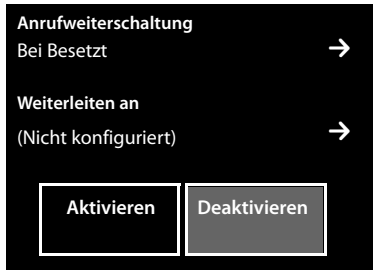 Anrufweiterschaltung
Bei Besetzt
Weiterleiten an
(Nicht konfiguriert)
Aktivieren Deaktivieren